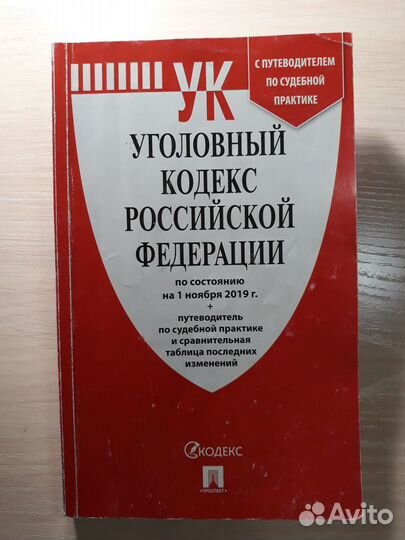 УК
С ПУТЕВОДИТЕЛЕМ
ПО СУДЕБНОЙ
ПРАКТИКЕ
УГОЛОВНЫЙ
КОДЕКС
РОССИЙСКОЙ
ФЕДЕРАЦИИ
по состоянию
на 1 ноября 2019 г.
+
путеводитель
по судебной практике
и сравнительная
таблица последних
изменений
КОДЕКС
ПРОСПЕКТ
Avito